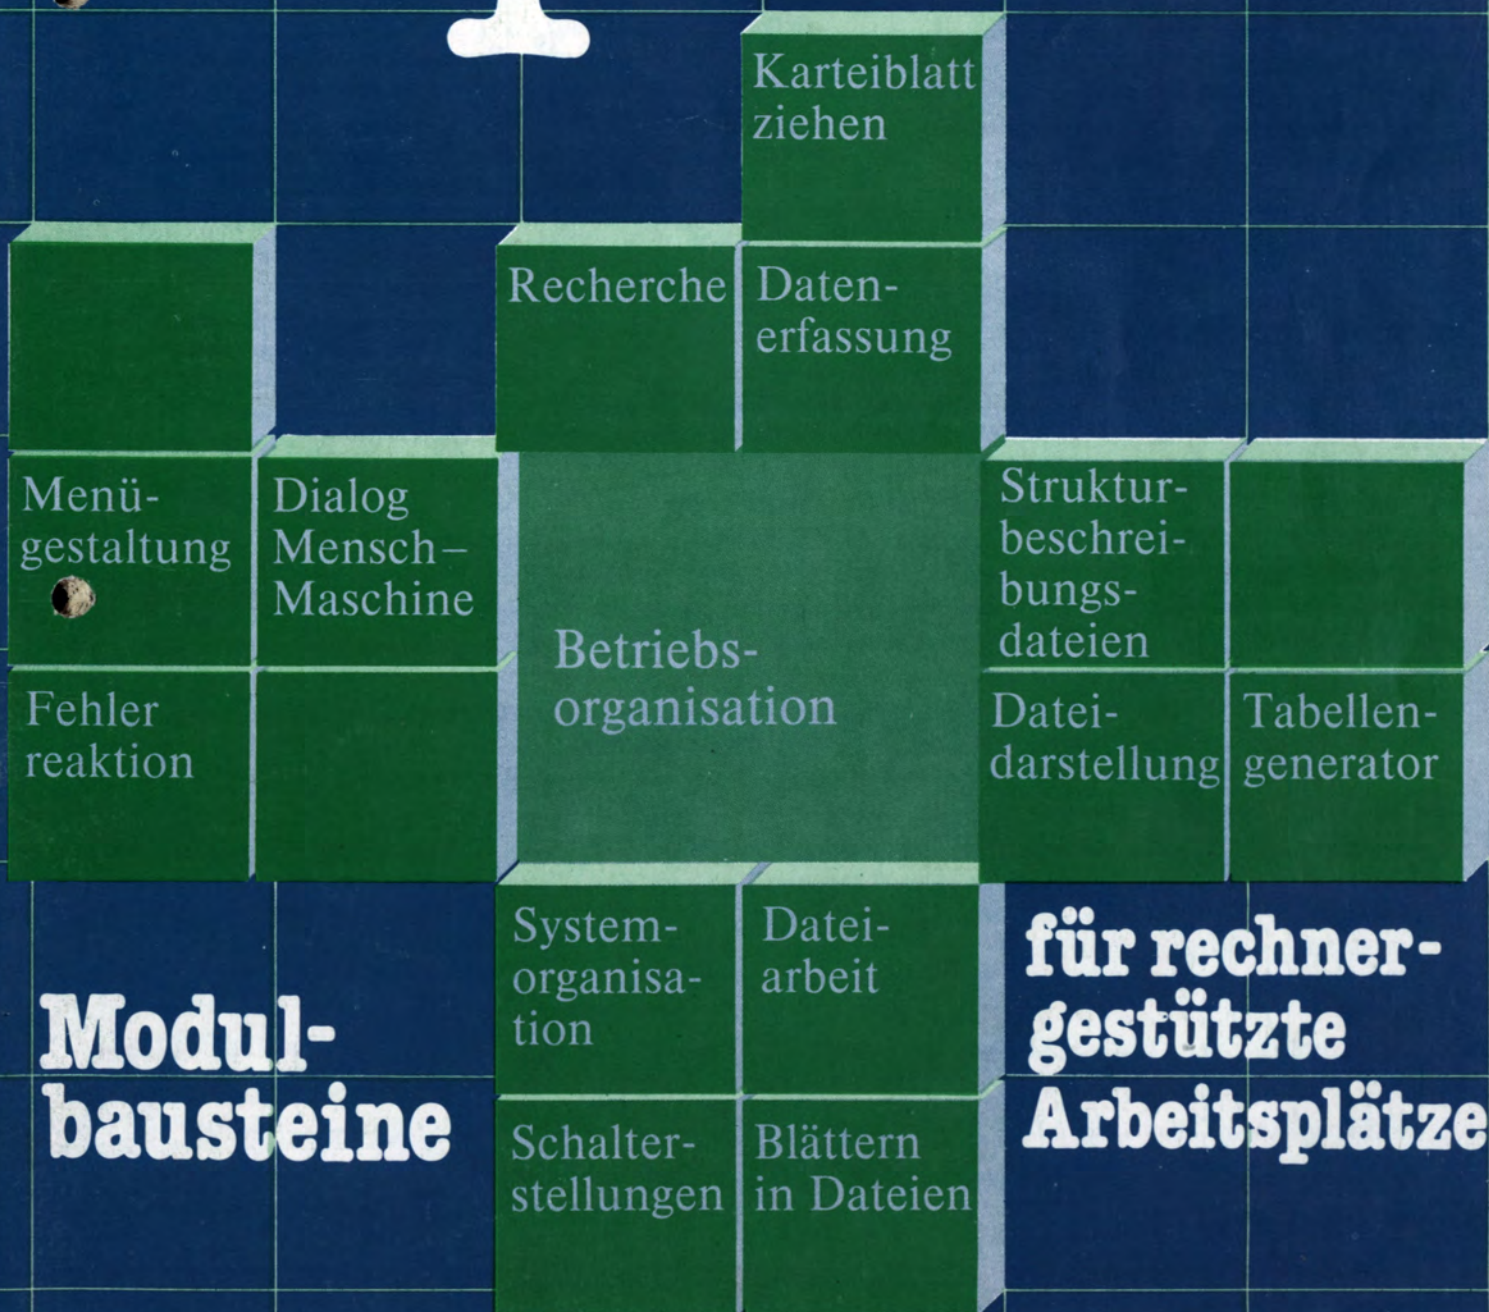 Karteiblatt
ziehen
Recherche
Daten-
erfassung
Menü-
gestaltung
Dialog
Mensch–
Maschine
Betriebs-
organisation
Struktur-
beschrei-
bungs-
dateien
Fehler
reaktion
Datei-
darstellung
Tabellen-
generator
System-
organisa-
tion
Datei-
arbeit
Schalter-
stellungen
Blättern
in Dateien
Modul-
bausteine
für rechner-
gestützte
Arbeitsplätze